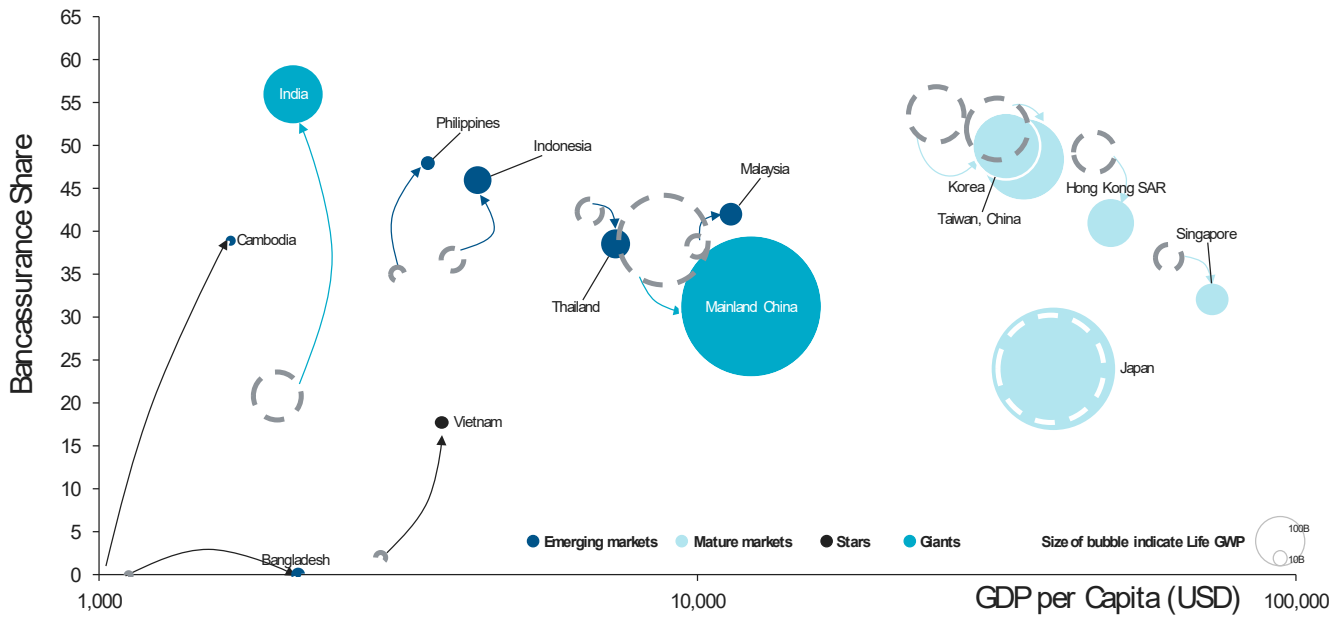 65
60
55
50
45
40
35
30
25
20
15
10
5
0
Bancassurance Share
India
Philippines
Indonesia
Malaysia
Korea
Taiwan, China
Hong Kong SAR
Singapore
Cambodia
Thailand
Mainland China
Japan
Vietnam
Bangladesh
Emerging markets
Mature markets
Stars
Giants
Size of bubble indicate Life GWP
100B
10B
1,000
10,000
100,000
GDP per Capita (USD)